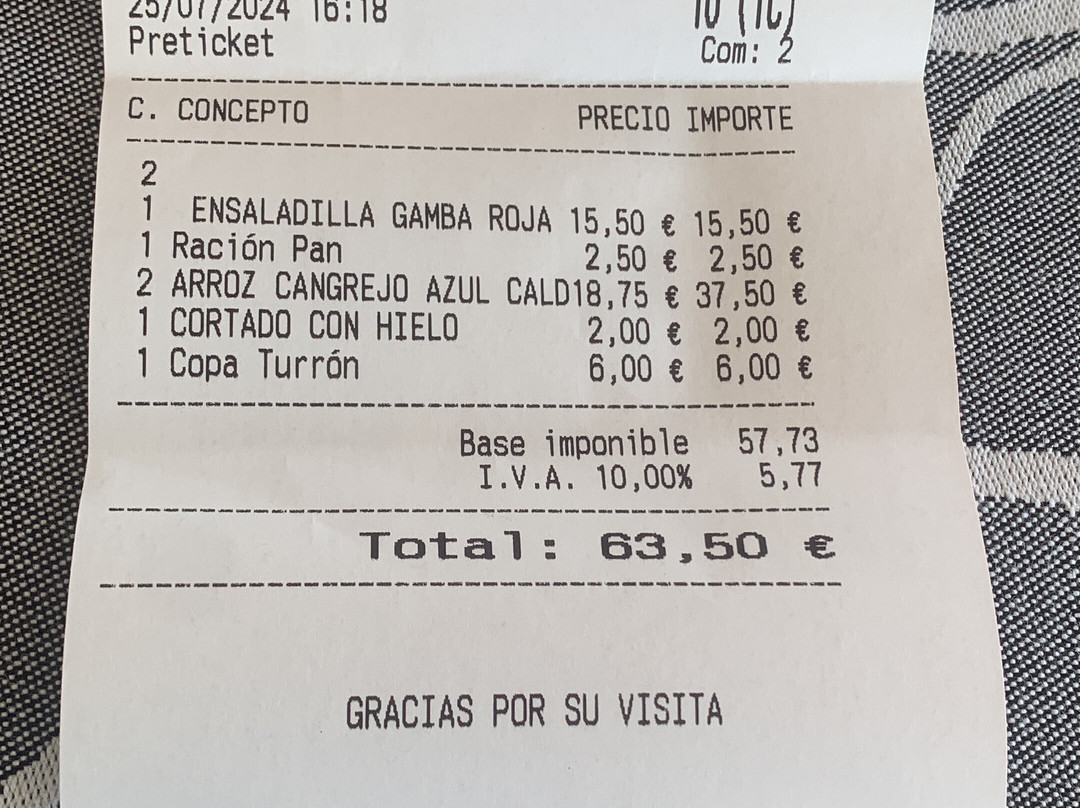 25/07/2024 16:18
Preticket
Com: 2
C. CONCEPTO PRECIO IMPORTE
2
1 ENSALADILLA GAMBA ROJA 15,50 € 15,50 €
1 Ración Pan 2,50 € 2,50 €
2 ARROZ CANGREJO AZUL CALD18,75 € 37,50 €
1 CORTADO CON HIELO 2,00 € 2,00 €
1 Copa Turrón 6,00 € 6,00 €
Base imponible 57,73
I.V.A. 10,00% 5,77
Total: 63,50 €
GRACIAS POR SU VISITA